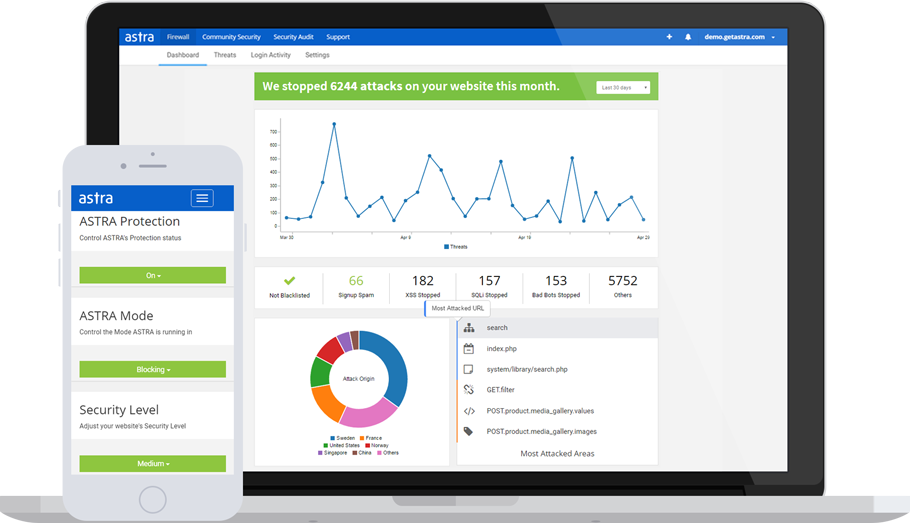 astra
Firewall
Community Security
Security Audit
Support
demo.getastra.com
Dashboard
Threats
Login Activity
Settings
We stopped 6244 attacks on your website this month.
Last 30 days
700
600
500
400
300
200
100
0
Mar 30
Apr 8
Apr 16
Apr 25
Threats
Not Blacklisted
66
Signup Spam
182
XSS Stopped
157
SQLi Stopped
153
Bad Bots Stopped
5752
Others
Most Attacked URL
Attack Origin
Sweden
France
United States
Norway
Singapore
China
Others
search
index.php
system/library/search.php
GET.filter
POST.product.media_gallery.values
POST.product.media_gallery.images
Most Attacked Areas
astra
ASTRA Protection
Control ASTRA's Protection status
On
ASTRA Mode
Control the Mode ASTRA is running in
Blocking
Security Level
Adjust your website's Security Level
Medium